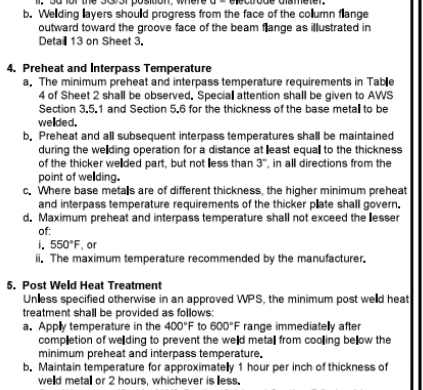 ii. 5d for the 3G/3F position, where d = electrode diameter.
b. Welding layers should progress from the face of the column flange
outward toward the groove face of the beam flange as illustrated in
Detail 13 on Sheet 3.
4. Preheat and Interpass Temperature
a. The minimum preheat and interpass temperature requirements in Table
4 of Sheet 2 shall be observed. Special attention shall be given to AWS
Section 3.5.1 and Section 5.6 for the thickness of the base metal to be
welded.
b. Preheat and all subsequent interpass temperatures shall be maintained
during the welding operation for a distance at least equal to the thickness
of the thicker welded part, but not less than 3", in all directions from the
point of welding.
c. Where base metals are of different thickness, the higher minimum preheat
and interpass temperature requirements of the thicker plate shall govern.
d. Maximum preheat and interpass temperature shall not exceed the lesser
of:
i. 550°F, or
ii. The maximum temperature recommended by the manufacturer.
5. Post Weld Heat Treatment
Unless specified otherwise in an approved WPS, the minimum post weld heat
treatment shall be provided as follows:
a. Apply temperature in the 400°F to 600°F range immediately after
completion of welding to prevent the weld metal from cooling below the
minimum preheat and interpass temperature.
b. Maintain temperature for approximately 1 hour per inch of thickness of
weld metal or 2 hours, whichever is less.